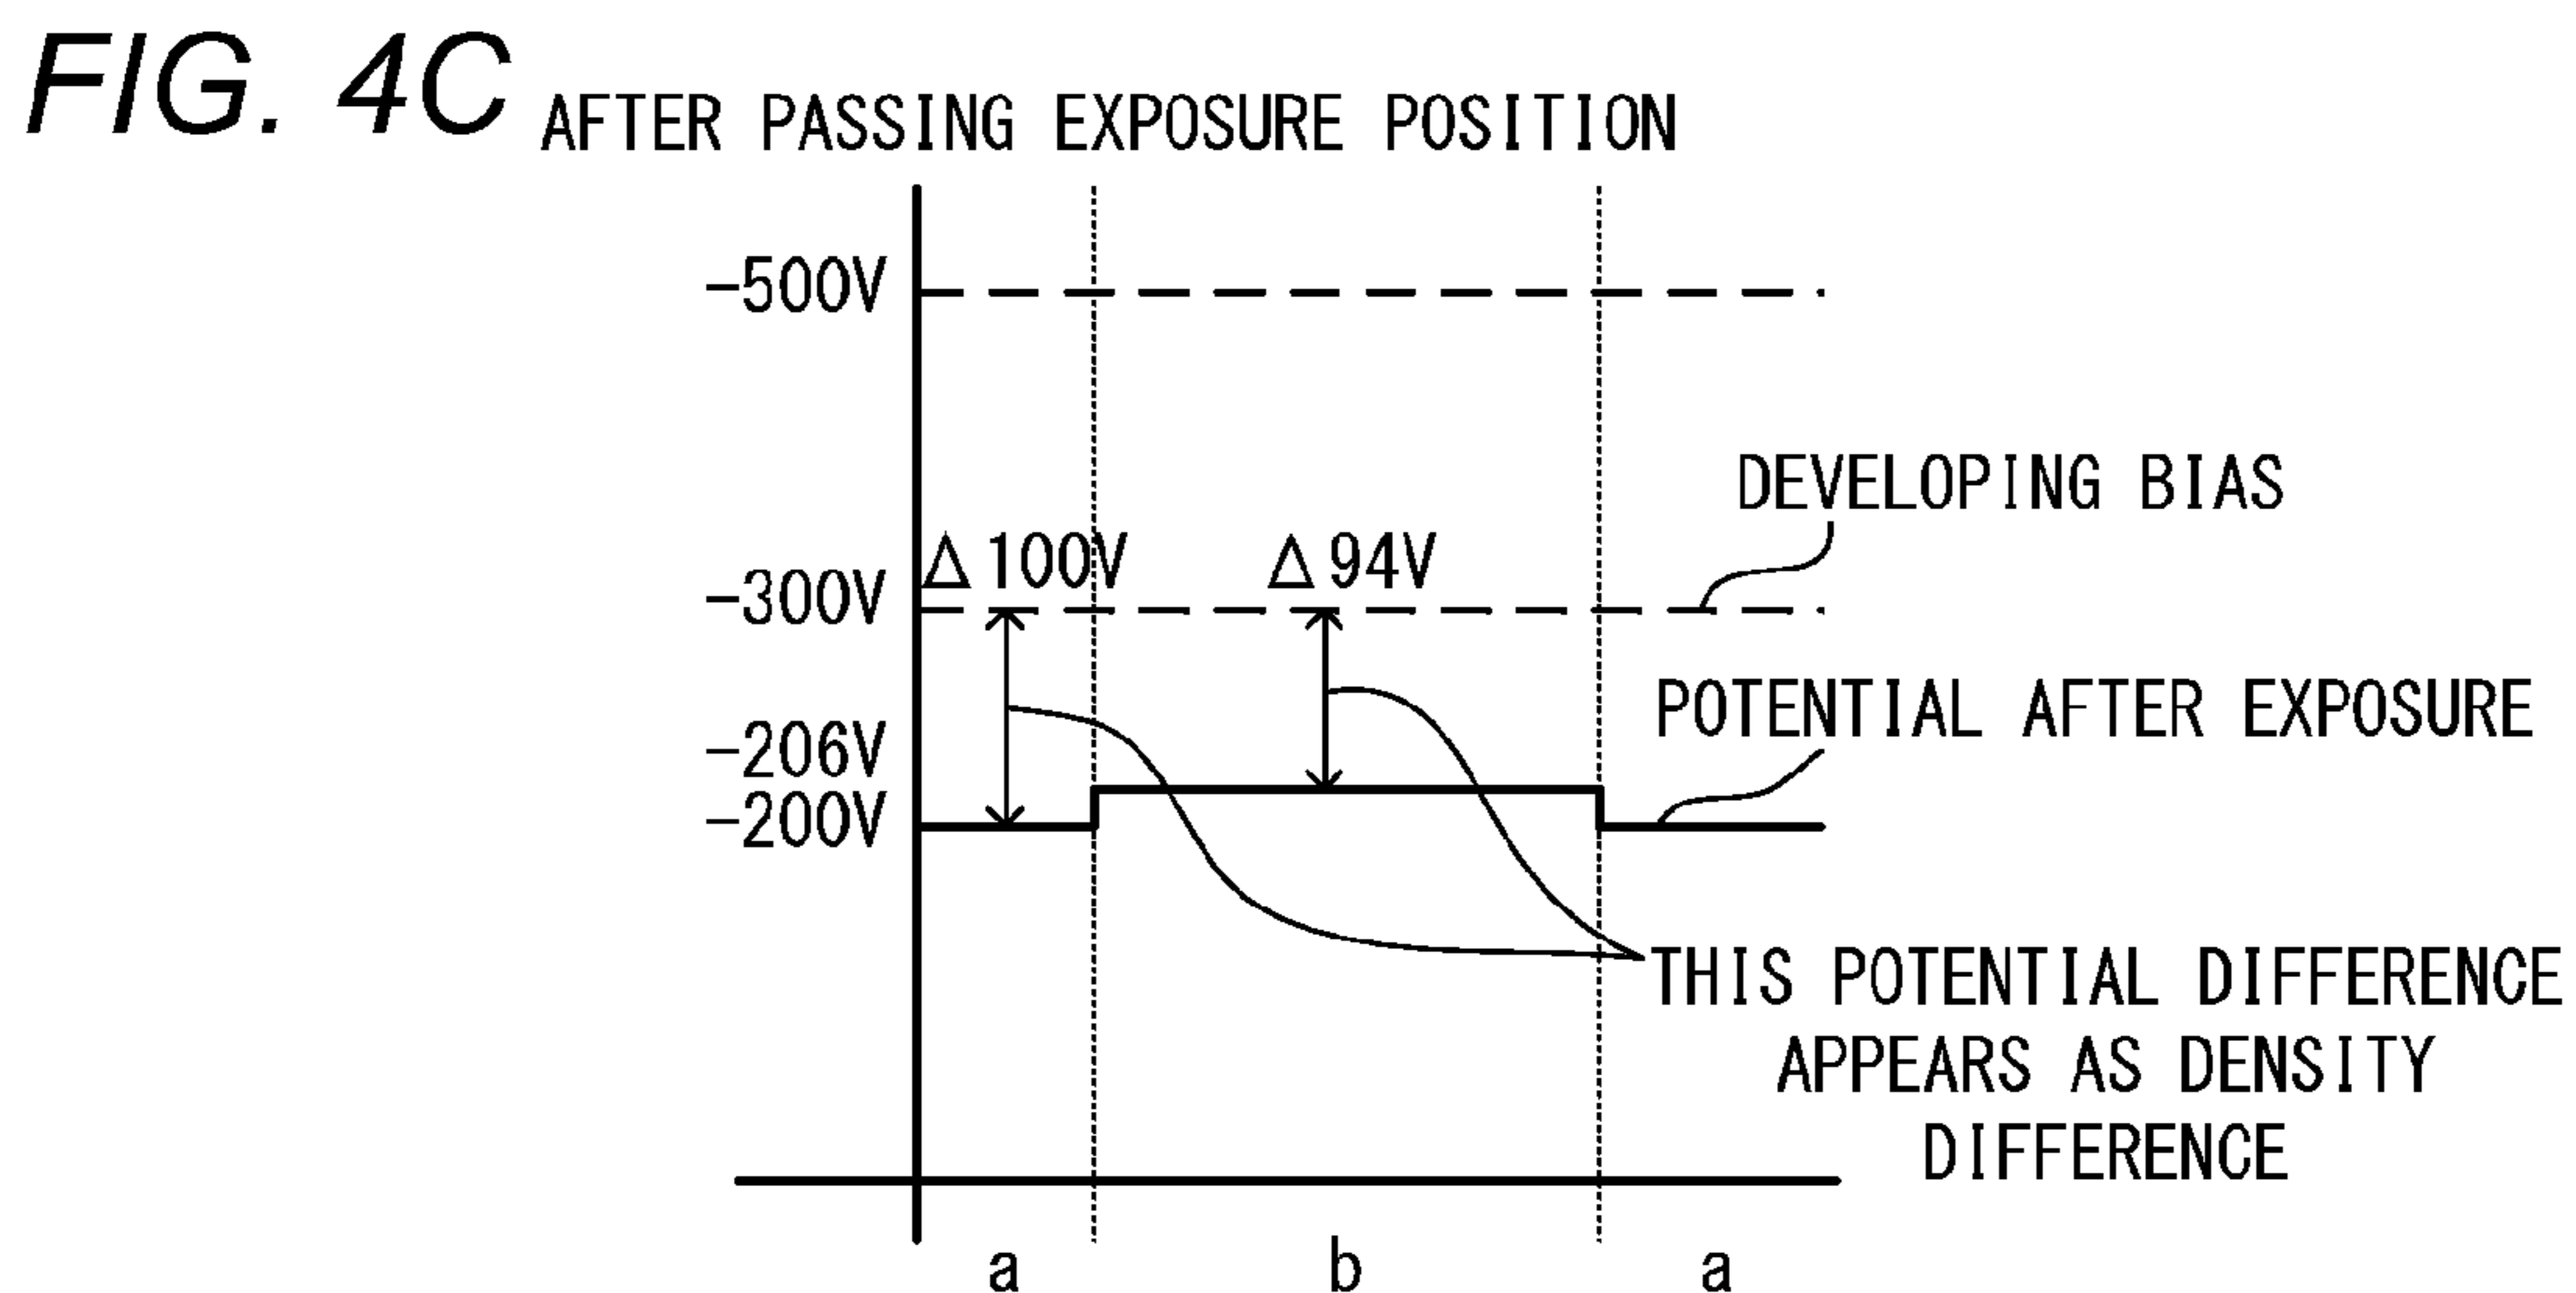 FIG. 4C AFTER PASSING EXPOSURE POSITION
-500V
DEVELOPING BIAS
Δ100V Δ94V
-300V
POTENTIAL AFTER EXPOSURE
-206V
-200V
THIS POTENTIAL DIFFERENCE
APPEARS AS DENSITY
DIFFERENCE
a b a